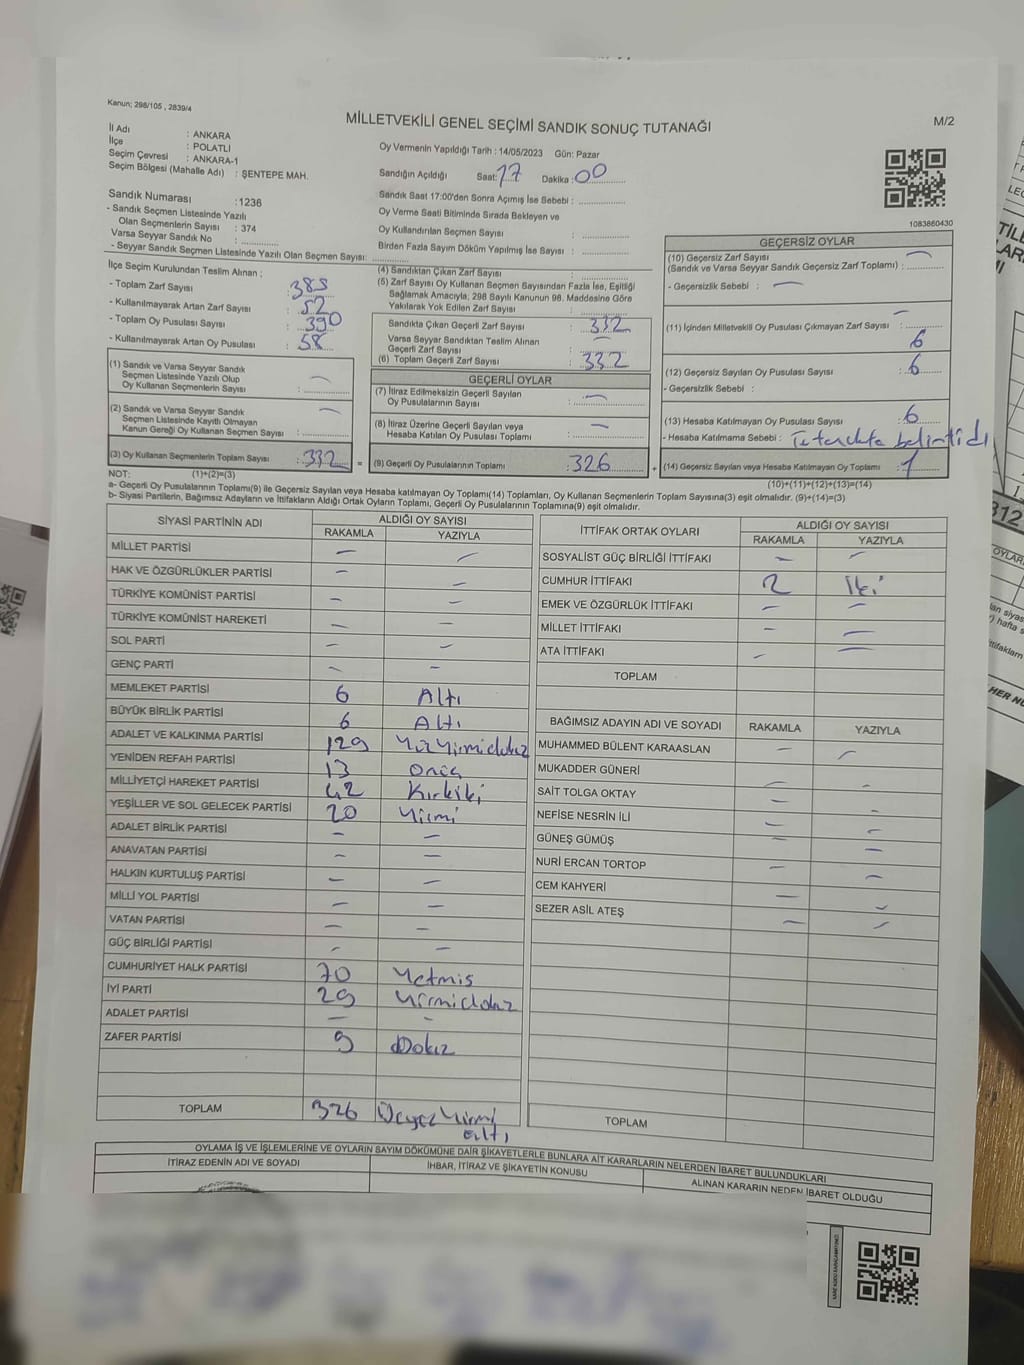 Kanun; 298/105 , 2839/4
MİLLETVEKİLİ GENEL SEÇİMİ SANDIK SONUÇ TUTANAĞI
M/2
İl Adı : ANKARA
İlçe : POLATLI
Seçim Çevresi : ANKARA-1
Seçim Bölgesi (Mahalle Adı) : ŞENTEPE MAH.
Oy Vermenin Yapıldığı Tarih : 14/05/2023 Gün: Pazar
Sandığın Açıldığı Saat: 17 Dakika : 00
Sandık Saat 17:00'den Sonra Açımış İse Sebebi :
Oy Verme Saati Bitiminde Sırada Bekleyen ve
Oy Kullandırılan Seçmen Sayısı :
Birden Fazla Sayım Döküm Yapılmış İse Sayısı :
1083860430
Sandık Numarası : 1236
- Sandık Seçmen Listesinde Yazılı
Olan Seçmenlerin Sayısı : 374
Varsa Seyyar Sandık No :
- Seyyar Sandık Seçmen Listesinde Yazılı Olan Seçmen Sayısı:
İlçe Seçim Kurulundan Teslim Alınan ;
- Toplam Zarf Sayısı : 385
- Kullanılmayarak Artan Zarf Sayısı : 52
- Toplam Oy Pusulası Sayısı : 390
- Kullanılmayarak Artan Oy Pusulası : 58
(1) Sandık ve Varsa Seyyar Sandık
Seçmen Listesinde Yazılı Olup
Oy Kullanan Seçmenlerin Sayısı : —
(2) Sandık ve Varsa Seyyar Sandık
Seçmen Listesinde Kayıtlı Olmayan
Kanun Gereği Oy Kullanan Seçmen Sayısı : —
(3) Oy Kullanan Seçmenlerin Toplam Sayısı : 332
(4) Sandıktan Çıkan Zarf Sayısı :
(5) Zarf Sayısı Oy Kullanan Seçmen Sayısından Fazla İse, Eşitliği
Sağlamak Amacıyla; 298 Sayılı Kanunun 98. Maddesine Göre
Yakılarak Yok Edilen Zarf Sayısı :
Sandıkta Çıkan Geçerli Zarf Sayısı : 332
Varsa Seyyar Sandıktan Teslim Alınan
Geçerli Zarf Sayısı : —
(6) Toplam Geçerli Zarf Sayısı : 332
GEÇERLİ OYLAR
(7) İtiraz Edilmeksizin Geçerli Sayılan
Oy Pusulalarının Sayısı : —
(8) İtiraz Üzerine Geçerli Sayılan veya
Hesaba Katılan Oy Pusulası Toplamı : —
= (9) Geçerli Oy Pusulalarının Toplamı : 326 +
GEÇERSİZ OYLAR
(10) Geçersiz Zarf Sayısı
(Sandık ve Varsa Seyyar Sandık Geçersiz Zarf Toplamı) : —
- Geçersizlik Sebebi : —
(11) İçinden Milletvekili Oy Pusulası Çıkmayan Zarf Sayısı : —
6
(12) Geçersiz Sayılan Oy Pusulası Sayısı : 6
- Geçersizlik Sebebi :
(13) Hesaba Katılmayan Oy Pusulası Sayısı : 6
- Hesaba Katılmama Sebebi : belirtildi
(14) Geçersiz Sayılan veya Hesaba Katılmayan Oy Toplamı : 1
NOT: (1)+(2)=(3)
(10)+(11)+(12)+(13)=(14)
a- Geçerli Oy Pusulalarının Toplamı(9) ile Geçersiz Sayılan veya Hesaba katılmayan Oy Toplamı(14) Toplamları, Oy Kullanan Seçmenlerin Toplam Sayısına(3) eşit olmalıdır. (9)+(14)=(3)
b- Siyasi Partilerin, Bağımsız Adayların ve İttifakların Aldığı Ortak Oyların Toplamı, Geçerli Oy Pusulalarının Toplamına(9) eşit olmalıdır.
SİYASİ PARTİNİN ADI ALDIĞI OY SAYISI
RAKAMLA YAZIYLA
MİLLET PARTİSİ — —
HAK VE ÖZGÜRLÜKLER PARTİSİ — —
TÜRKİYE KOMÜNİST PARTİSİ — —
TÜRKİYE KOMÜNİST HAREKETİ — —
SOL PARTİ — —
GENÇ PARTİ — —
MEMLEKET PARTİSİ 6 Altı
BÜYÜK BİRLİK PARTİSİ 6 Altı
ADALET VE KALKINMA PARTİSİ 129 Yüzyirmidokuz
YENİDEN REFAH PARTİSİ 13 Onüç
MİLLİYETÇİ HAREKET PARTİSİ 42 Kırkiki
YEŞİLLER VE SOL GELECEK PARTİSİ 20 Yirmi
ADALET BİRLİK PARTİSİ — —
ANAVATAN PARTİSİ — —
HALKIN KURTULUŞ PARTİSİ — —
MİLLİ YOL PARTİSİ — —
VATAN PARTİSİ — —
GÜÇ BİRLİĞİ PARTİSİ — —
CUMHURİYET HALK PARTİSİ 70 Yetmiş
İYİ PARTİ 29 Yirmidokuz
ADALET PARTİSİ — —
ZAFER PARTİSİ 9 Dokuz
TOPLAM 326 Üçyüz Yirmi
altı
İTTİFAK ORTAK OYLARI ALDIĞI OY SAYISI
RAKAMLA YAZIYLA
SOSYALİST GÜÇ BİRLİĞİ İTTİFAKI — —
CUMHUR İTTİFAKI 2 İki
EMEK VE ÖZGÜRLÜK İTTİFAKI — —
MİLLET İTTİFAKI — —
ATA İTTİFAKI — —
TOPLAM
BAĞIMSIZ ADAYIN ADI VE SOYADI RAKAMLA YAZIYLA
MUHAMMED BÜLENT KARAASLAN — —
MUKADDER GÜNERİ
SAİT TOLGA OKTAY — —
NEFİSE NESRİN İLİ — —
GÜNEŞ GÜMÜŞ — —
NURİ ERCAN TORTOP — —
CEM KAHYERİ — —
SEZER ASİL ATEŞ — —
TOPLAM
OYLAMA İŞ VE İŞLEMLERİNE VE OYLARIN SAYIM DÖKÜMÜNE DAİR ŞİKAYETLERLE BUNLARA AİT KARARLARIN NELERDEN İBARET BULUNDUKLARI
İTİRAZ EDENİN ADI VE SOYADI İHBAR, İTİRAZ VE ŞİKAYETİN KONUSU ALINAN KARARIN NEDEN İBARET OLDUĞU